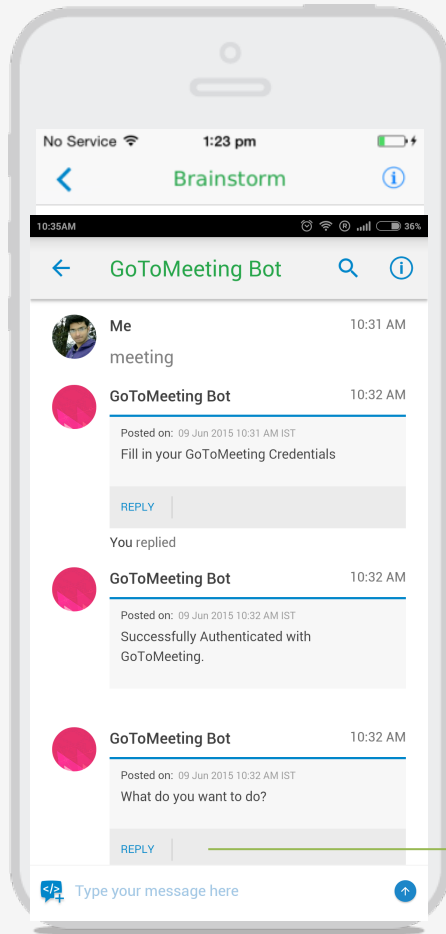 No Service 1:23 pm
Brainstorm
10:35AM 36%
GoToMeeting Bot
Me 10:31 AM
meeting
GoToMeeting Bot 10:32 AM
Posted on: 09 Jun 2015 10:31 AM IST
Fill in your GoToMeeting Credentials
REPLY
You replied
GoToMeeting Bot 10:32 AM
Posted on: 09 Jun 2015 10:32 AM IST
Successfully Authenticated with
GoToMeeting.
GoToMeeting Bot 10:32 AM
Posted on: 09 Jun 2015 10:32 AM IST
What do you want to do?
REPLY
Type your message here